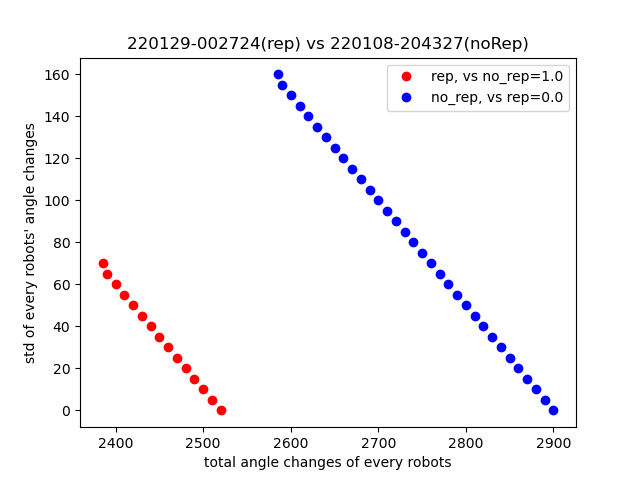 220129-002724(rep) vs 220108-204327(noRep)
rep, vs no_rep=1.0
no_rep, vs rep=0.0
std of every robots' angle changes
160
140
120
100
80
60
40
20
0
2400 2500 2600 2700 2800 2900
total angle changes of every robots